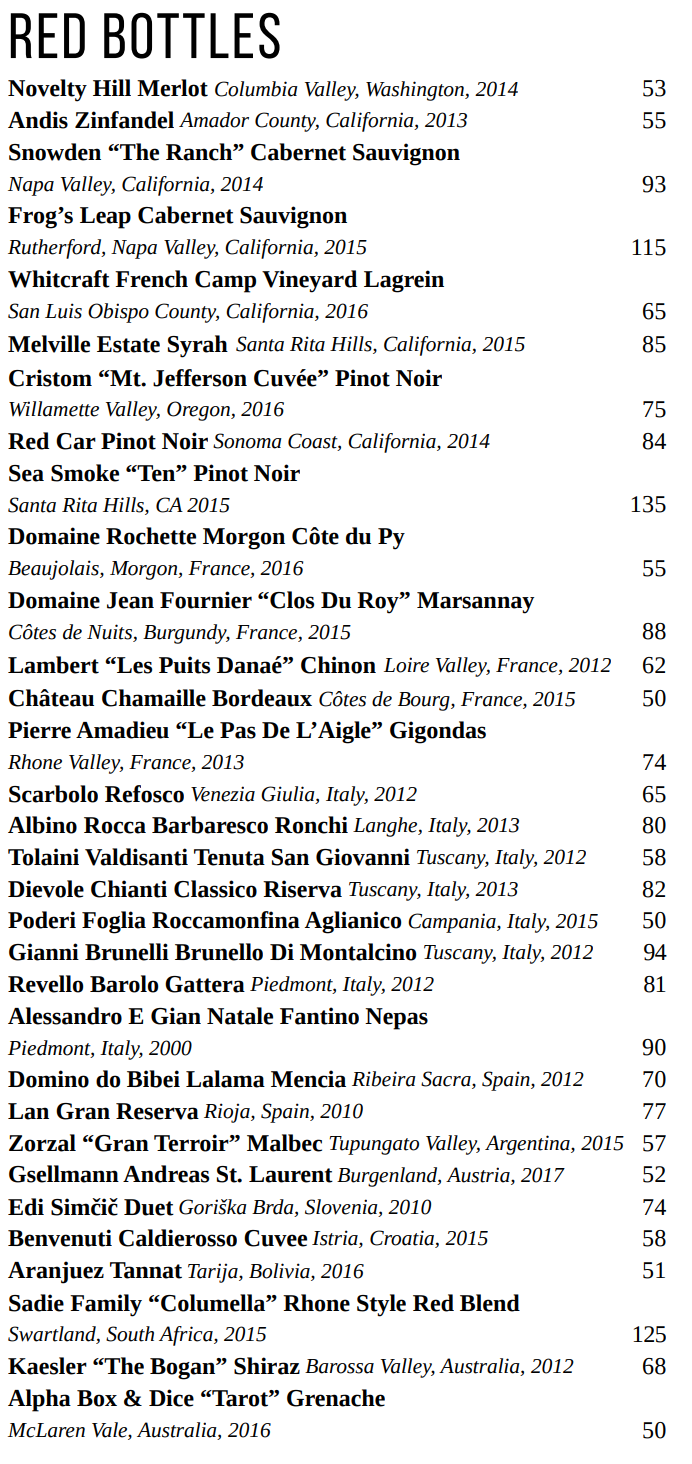 RED BOTTLES
Novelty Hill Merlot Columbia Valley, Washington, 2014 53
Andis Zinfandel Amador County, California, 2013 55
Snowden “The Ranch” Cabernet Sauvignon
Napa Valley, California, 2014 93
Frog’s Leap Cabernet Sauvignon
Rutherford, Napa Valley, California, 2015 115
Whitcraft French Camp Vineyard Lagrein
San Luis Obispo County, California, 2016 65
Melville Estate Syrah Santa Rita Hills, California, 2015 85
Cristom “Mt. Jefferson Cuvée” Pinot Noir
Willamette Valley, Oregon, 2016 75
Red Car Pinot Noir Sonoma Coast, California, 2014 84
Sea Smoke “Ten” Pinot Noir
Santa Rita Hills, CA 2015 135
Domaine Rochette Morgon Côte du Py
Beaujolais, Morgon, France, 2016 55
Domaine Jean Fournier “Clos Du Roy” Marsannay
Côtes de Nuits, Burgundy, France, 2015 88
Lambert “Les Puits Danaé” Chinon Loire Valley, France, 2012 62
Château Chamaille Bordeaux Côtes de Bourg, France, 2015 50
Pierre Amadieu “Le Pas De L’Aigle” Gigondas
Rhone Valley, France, 2013 74
Scarbolo Refosco Venezia Giulia, Italy, 2012 65
Albino Rocca Barbaresco Ronchi Langhe, Italy, 2013 80
Tolaini Valdisanti Tenuta San Giovanni Tuscany, Italy, 2012 58
Dievole Chianti Classico Riserva Tuscany, Italy, 2013 82
Poderi Foglia Roccamonfina Aglianico Campania, Italy, 2015 50
Gianni Brunelli Brunello Di Montalcino Tuscany, Italy, 2012 94
Revello Barolo Gattera Piedmont, Italy, 2012 81
Alessandro E Gian Natale Fantino Nepas
Piedmont, Italy, 2000 90
Domino do Bibei Lalama Mencia Ribeira Sacra, Spain, 2012 70
Lan Gran Reserva Rioja, Spain, 2010 77
Zorzal “Gran Terroir” Malbec Tupungato Valley, Argentina, 2015 57
Gsellmann Andreas St. Laurent Burgenland, Austria, 2017 52
Edi Simčič Duet Goriška Brda, Slovenia, 2010 74
Benvenuti Caldierosso Cuvee Istria, Croatia, 2015 58
Aranjuez Tannat Tarija, Bolivia, 2016 51
Sadie Family “Columella” Rhone Style Red Blend
Swartland, South Africa, 2015 125
Kaesler “The Bogan” Shiraz Barossa Valley, Australia, 2012 68
Alpha Box & Dice “Tarot” Grenache
McLaren Vale, Australia, 2016 50